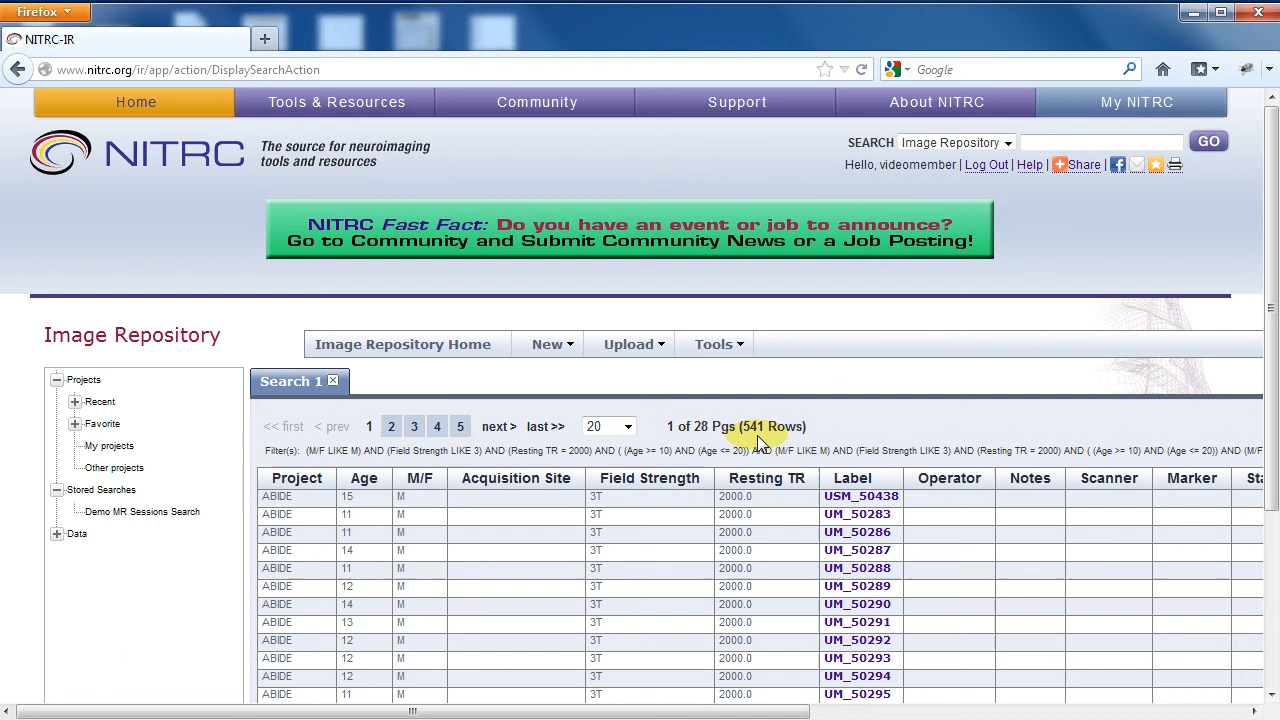 Firefox
NITRC-IR
www.nitrc.org/ir/app/action/DisplaySearchAction
Google
Home Tools & Resources Community Support About NITRC My NITRC
NITRC
The source for neuroimaging
tools and resources
SEARCH Image Repository GO
Hello, videomember | Log Out | Help | Share |
NITRC Fast Fact: Do you have an event or job to announce?
Go to Community and Submit Community News or a Job Posting!
Image Repository
Image Repository Home New Upload Tools
Projects
Recent
Favorite
My projects
Other projects
Stored Searches
Demo MR Sessions Search
Data
Search 1
<< first < prev 1 2 3 4 5 next > last >> 20 1 of 28 Pgs (541 Rows)
Filter(s): (M/F LIKE M) AND (Field Strength LIKE 3) AND (Resting TR = 2000) AND ( (Age >= 10) AND (Age <= 20)) AND (M/F LIKE M) AND (Field Strength LIKE 3) AND (Resting TR = 2000) AND ( (Age >= 10) AND (Age <= 20)) AND (M/F
Project Age M/F Acquisition Site Field Strength Resting TR Label Operator Notes Scanner Marker Sta
ABIDE 15 M 3T 2000.0 USM_50438
ABIDE 11 M 3T 2000.0 UM_50283
ABIDE 11 M 3T 2000.0 UM_50286
ABIDE 14 M 3T 2000.0 UM_50287
ABIDE 11 M 3T 2000.0 UM_50288
ABIDE 12 M 3T 2000.0 UM_50289
ABIDE 14 M 3T 2000.0 UM_50290
ABIDE 13 M 3T 2000.0 UM_50291
ABIDE 12 M 3T 2000.0 UM_50292
ABIDE 12 M 3T 2000.0 UM_50293
ABIDE 12 M 3T 2000.0 UM_50294
ABIDE 11 M 3T 2000.0 UM_50295